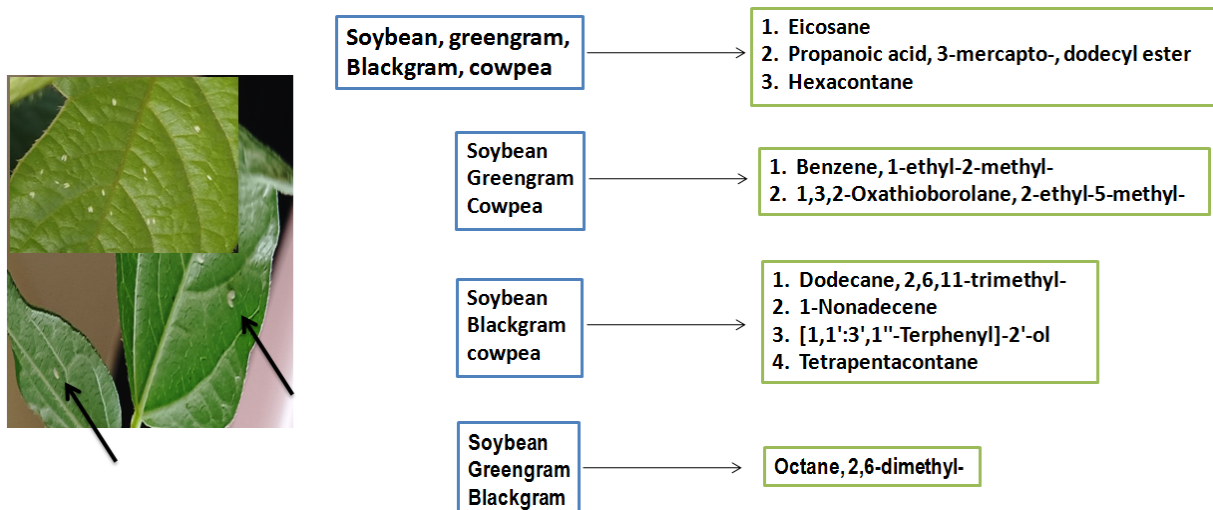 Soybean, greengram,
Blackgram, cowpea
1. Eicosane
2. Propanoic acid, 3-mercapto-, dodecyl ester
3. Hexacontane
Soybean
Greengram
Cowpea
1. Benzene, 1-ethyl-2-methyl-
2. 1,3,2-Oxathioborolane, 2-ethyl-5-methyl-
Soybean
Blackgram
cowpea
1. Dodecane, 2,6,11-trimethyl-
2. 1-Nonadecene
3. [1,1':3',1''-Terphenyl]-2'-ol
4. Tetrapentacontane
Soybean
Greengram
Blackgram
Octane, 2,6-dimethyl-